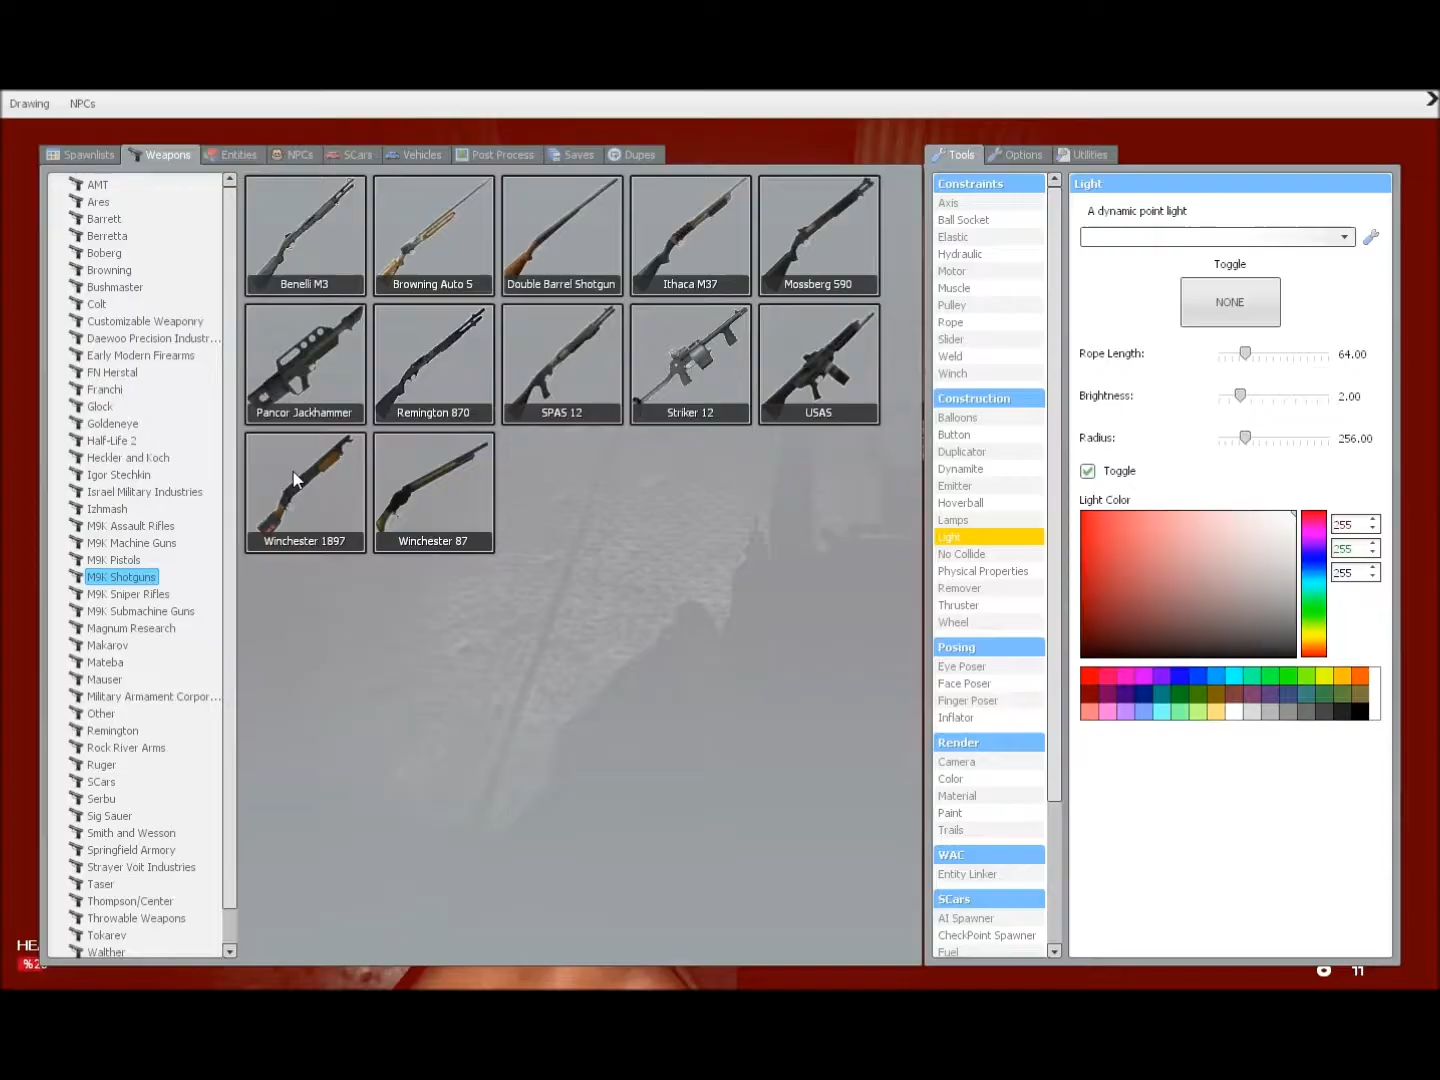 Drawing NPCs
Spawnlists Weapons Entities NPCs SCars Vehicles Post Process Saves Dupes
Tools Options Utilities
AMT
Ares
Barrett
Berretta
Boberg
Browning
Bushmaster
Colt
Customizable Weaponry
Daewoo Precision Industr...
Early Modern Firearms
FN Herstal
Franchi
Glock
Goldeneye
Half-Life 2
Heckler and Koch
Igor Stechkin
Israel Military Industries
Izhmash
M9K Assault Rifles
M9K Machine Guns
M9K Pistols
M9K Shotguns
M9K Sniper Rifles
M9K Submachine Guns
Magnum Research
Makarov
Mateba
Mauser
Military Armament Corpor...
Other
Remington
Rock River Arms
Ruger
SCars
Serbu
Sig Sauer
Smith and Wesson
Springfield Armory
Strayer Voit Industries
Taser
Thompson/Center
Throwable Weapons
Tokarev
Walther
Benelli M3
Browning Auto 5
Double Barrel Shotgun
Ithaca M37
Mossberg 590
Pancor Jackhammer
Remington 870
SPAS 12
Striker 12
USAS
Winchester 1897
Winchester 87
Constraints
Axis
Ball Socket
Elastic
Hydraulic
Motor
Muscle
Pulley
Rope
Slider
Weld
Winch
Construction
Balloons
Button
Duplicator
Dynamite
Emitter
Hoverball
Lamps
Light
No Collide
Physical Properties
Remover
Thruster
Wheel
Posing
Eye Poser
Face Poser
Finger Poser
Inflator
Render
Camera
Color
Material
Paint
Trails
WAC
Entity Linker
SCars
AI Spawner
CheckPoint Spawner
Fuel
Light
A dynamic point light
Toggle
NONE
Rope Length: 64.00
Brightness: 2.00
Radius: 256.00
Toggle
Light Color
255
255
255
HE
%2
11